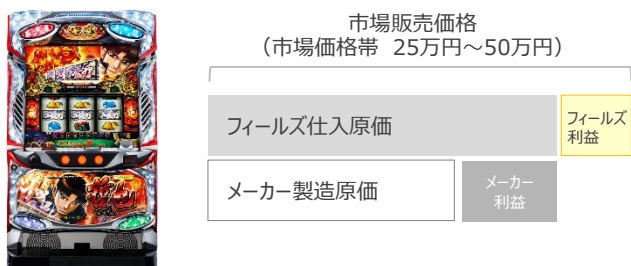 市場販売価格
（市場価格帯 25万円～50万円）
フィールズ仕入原価
フィールズ
利益
メーカー製造原価
メーカー
利益